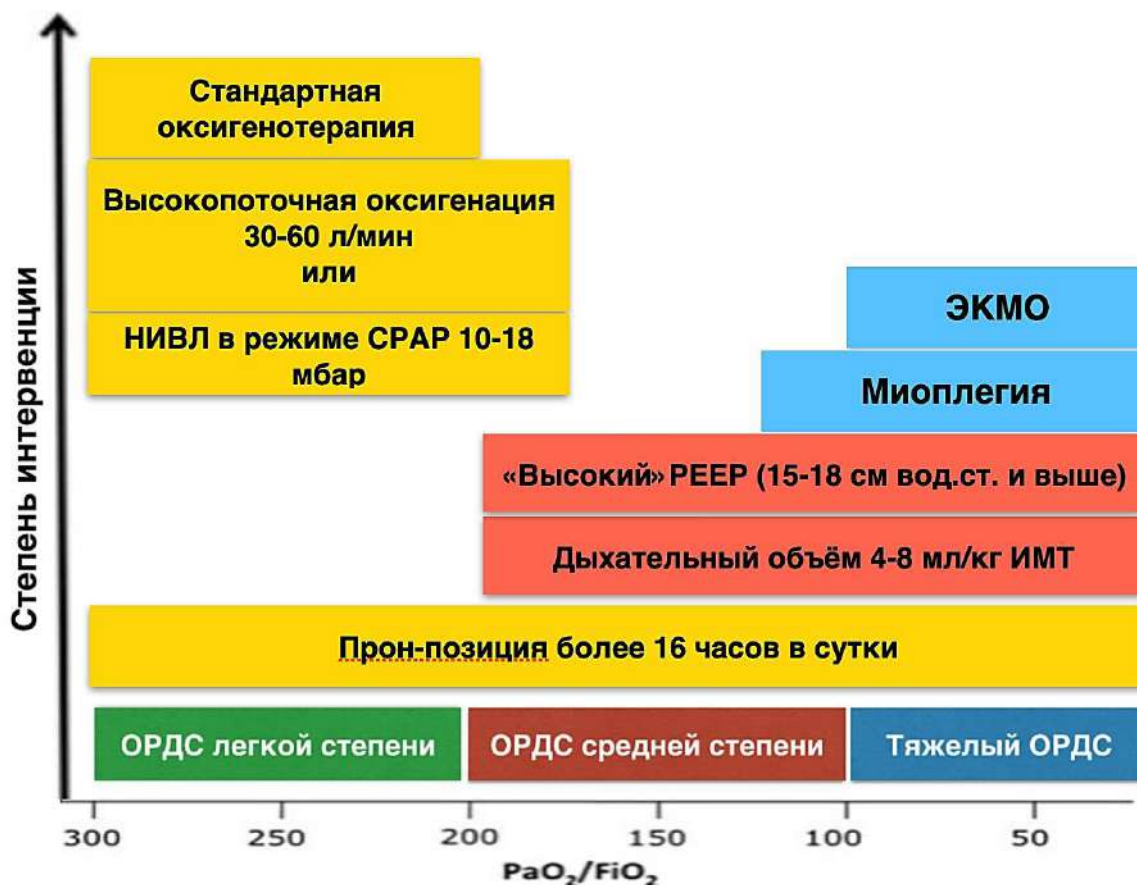 Стандартная
оксигенотерапия
Высокопоточная оксигенация
30-60 л/мин
или
НИВЛ в режиме CPAP 10-18
мбар
ЭКМО
Миоплегия
«Высокий» PEEP (15-18 см вод.ст. и выше)
Дыхательный объём 4-8 мл/кг ИМТ
Прон-позиция более 16 часов в сутки
ОРДС легкой степени
ОРДС средней степени
Тяжелый ОРДС
Степень интервенции
300 250 200 150 100 50
PaO₂/FiO₂